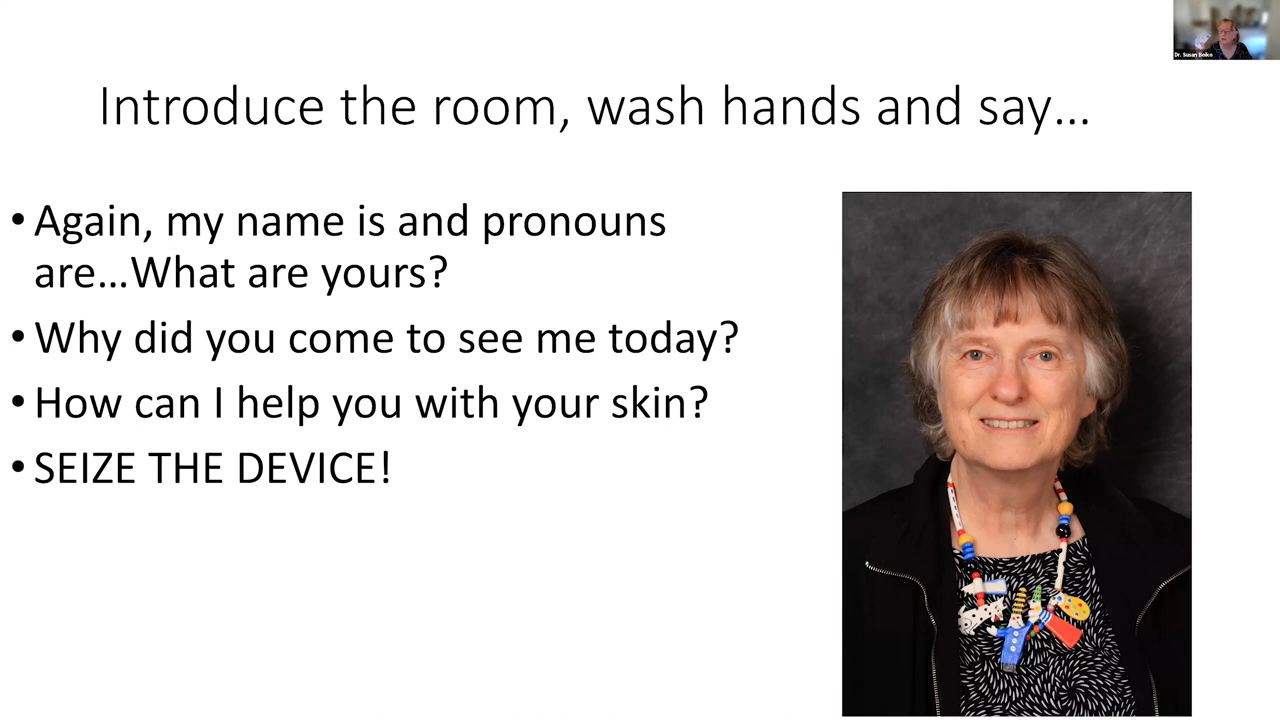 Dr. Susan Boiko
Introduce the room, wash hands and say...
• Again, my name is and pronouns
are...What are yours?
• Why did you come to see me today?
• How can I help you with your skin?
• SEIZE THE DEVICE!